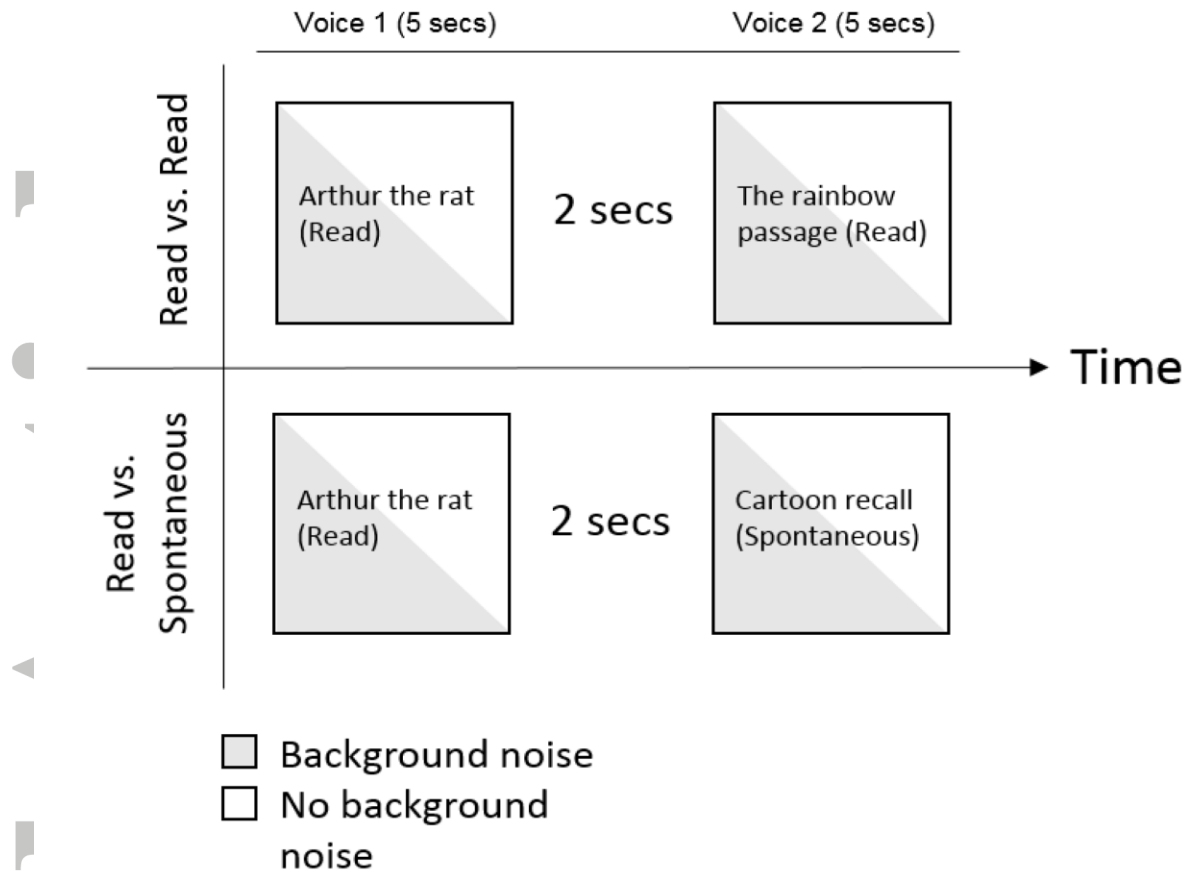 Voice 1 (5 secs)
Voice 2 (5 secs)
Read vs. Read
Arthur the rat
(Read)
2 secs
The rainbow
passage (Read)
Time
Read vs.
Spontaneous
Arthur the rat
(Read)
2 secs
Cartoon recall
(Spontaneous)
Background noise
No background
noise